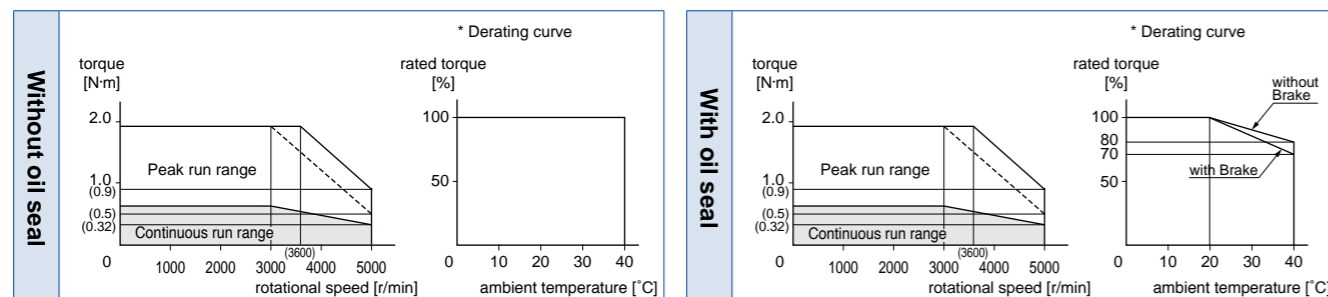 Without oil seal
* Derating curve
torque
[N·m]
rated torque
[%]
2.0
1.0
(0.9)
(0.5)
(0.32)
Peak run range
Continuous run range
0 1000 2000 3000 (3600) 4000 5000
rotational speed [r/min]
100
50
0 10 20 30 40
ambient temperature [˚C]
With oil seal
* Derating curve
torque
[N·m]
rated torque
[%]
2.0
1.0
(0.9)
(0.5)
(0.32)
Peak run range
Continuous run range
0 1000 2000 3000 (3600) 4000 5000
rotational speed [r/min]
without
Brake
100
80
70
50
with Brake
0 10 20 30 40
ambient temperature [˚C]